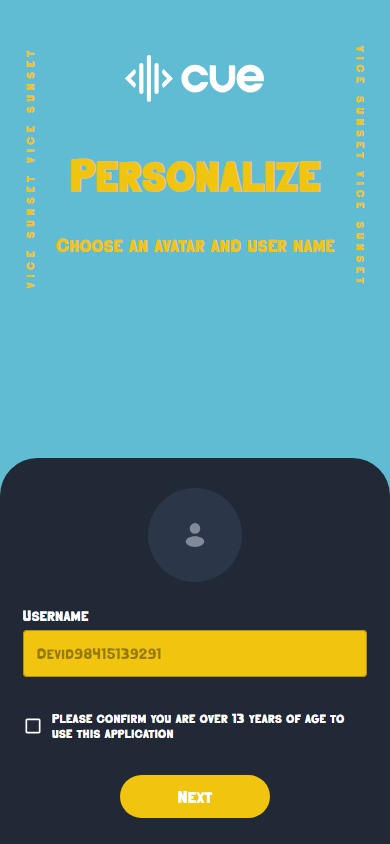 cue
VICE SUNSET VICE SUNSET
VICE SUNSET VICE SUNSET
Personalize
Choose an avatar and user name
Username
Devid98415139291
Please confirm you are over 13 years of age to
use this application
Next